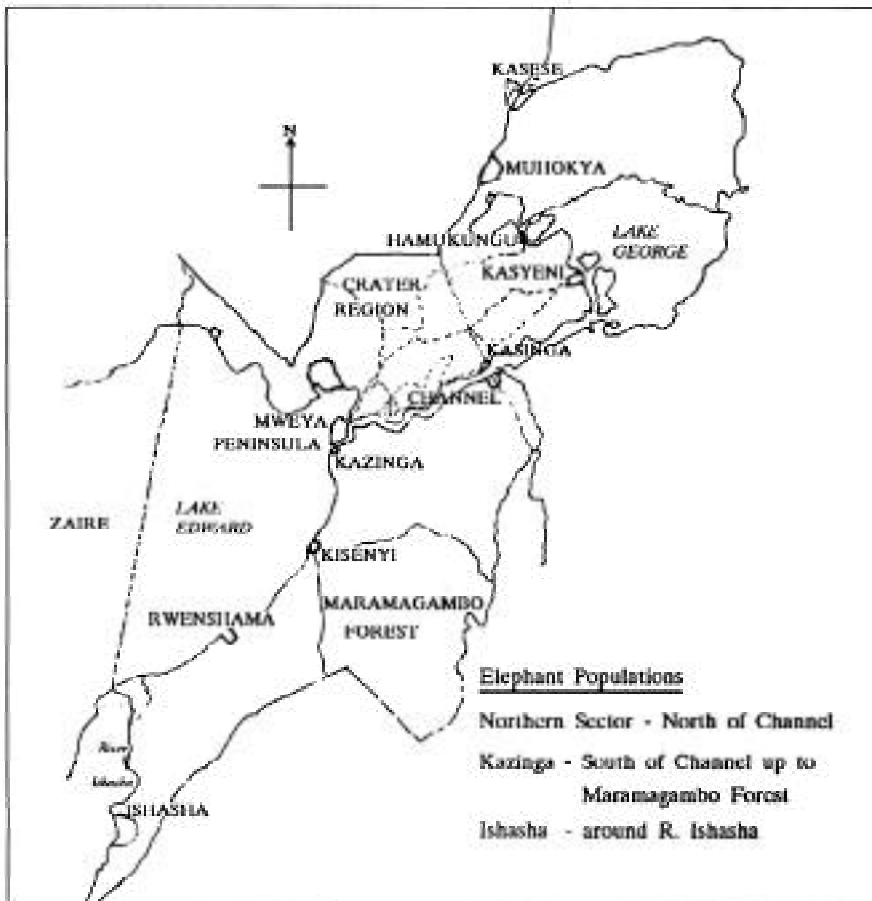 KASESE
N
MUHOKYA
HAMUKUNGU
LAKE
GEORGE
KASYENI
CRATER
REGION
KASINGA
CHANNEL
MWEYA
PENINSULA
KAZINGA
LAKE
EDWARD
ZAIRE
KISENYI
MARAMAGAMBO
FOREST
RWENSHAMA
Elephant Populations
Northern Sector - North of Channel
Kazinga - South of Channel up to
Maramagambo Forest
River
Ishasha
ISHASHA
Ishasha - around R. Ishasha